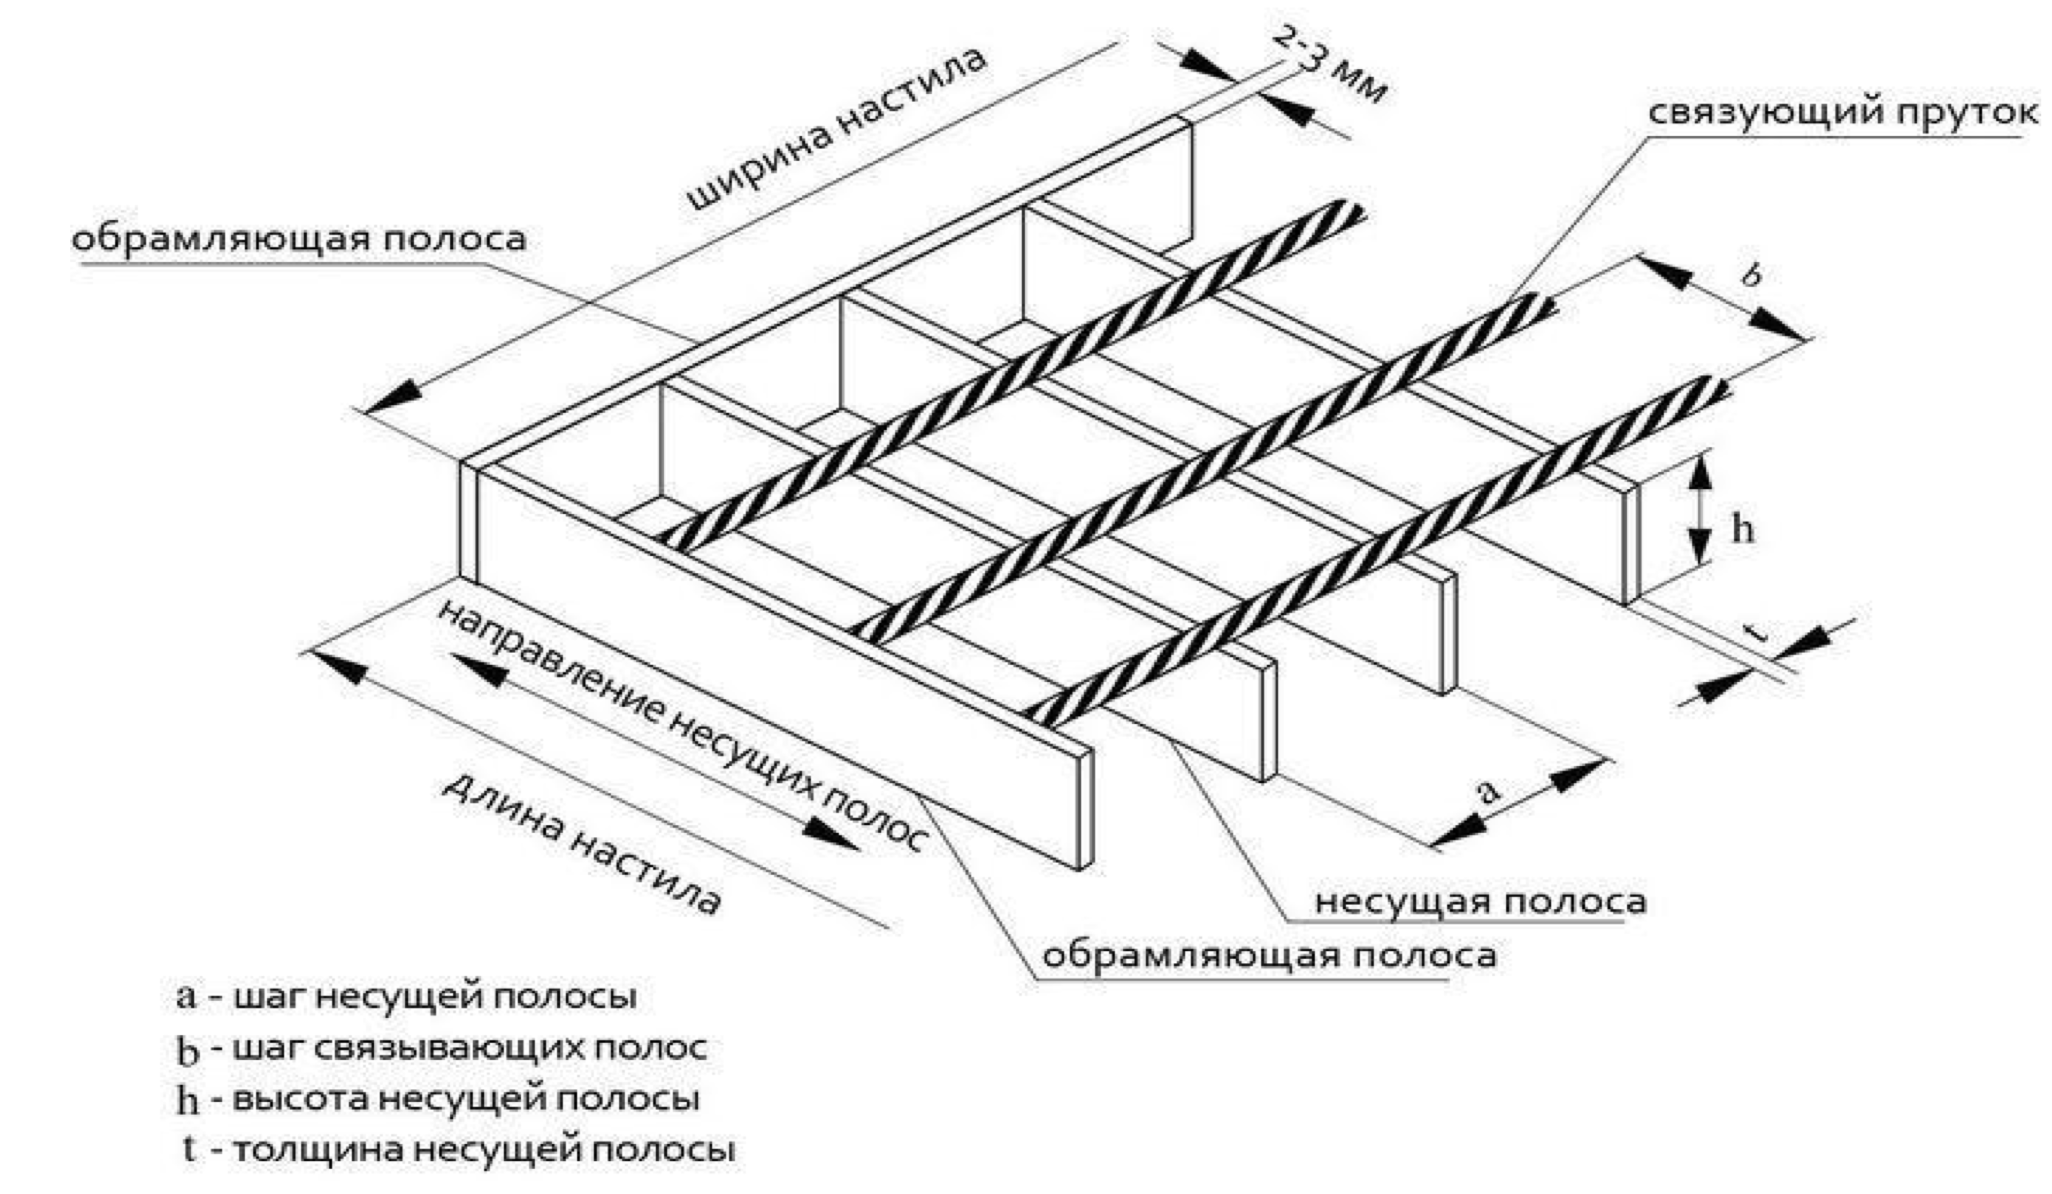 2-3 мм
ширина настила
связующий пруток
обрамляющая полоса
b
h
направление несущих полос
t
длина настила
a
несущая полоса
обрамляющая полоса
a - шаг несущей полосы
b - шаг связывающих полос
h - высота несущей полосы
t - толщина несущей полосы